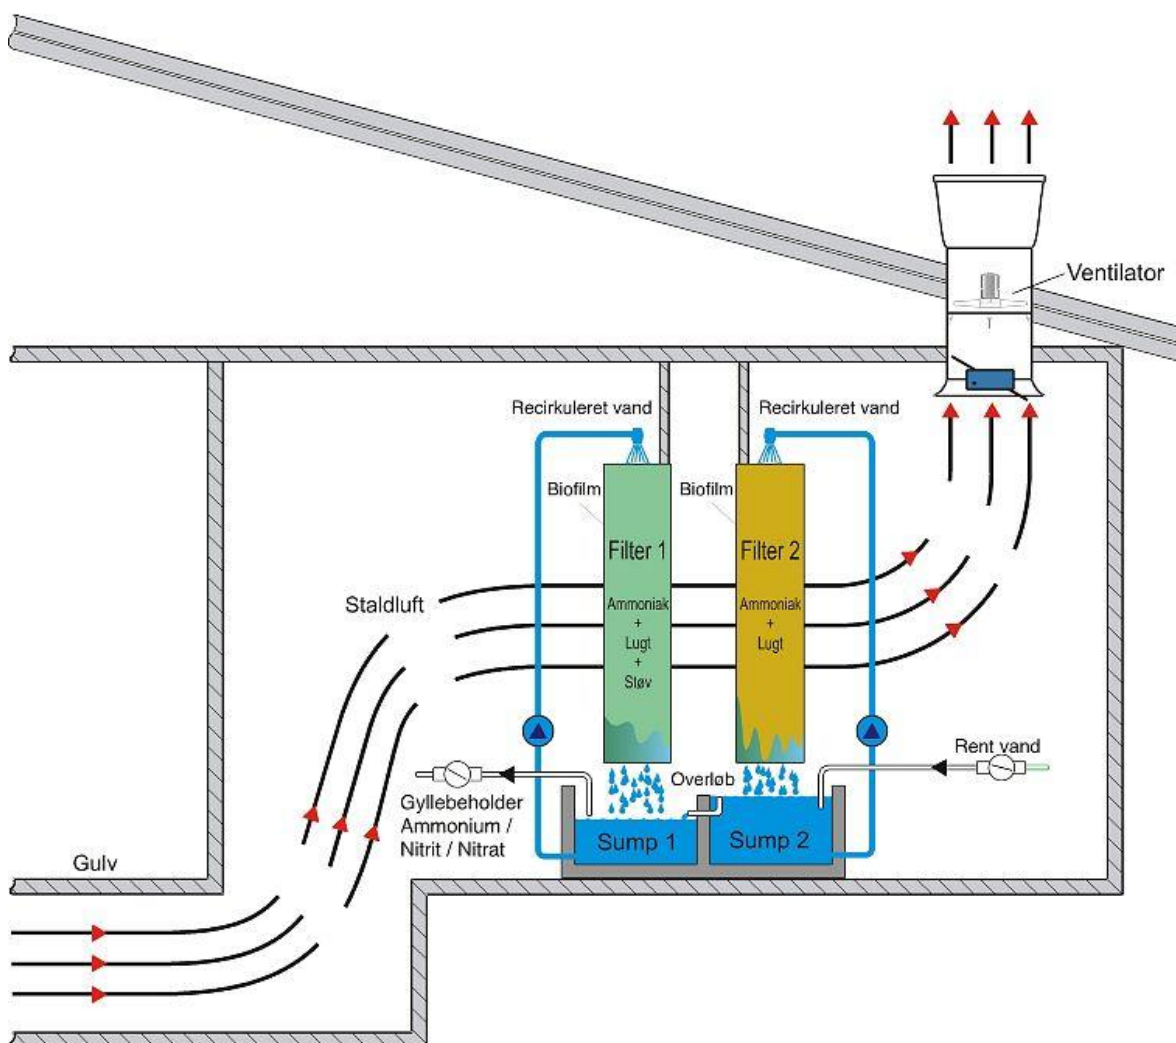 Ventilator
Recirkuleret vand
Recirkuleret vand
Biofilm
Biofilm
Filter 1
Ammoniak
+
Lugt
+
Støv
Filter 2
Ammoniak
+
Lugt
Staldluft
Rent vand
Overløb
Gyllebeholder
Ammonium /
Nitrit / Nitrat
Sump 1
Sump 2
Gulv